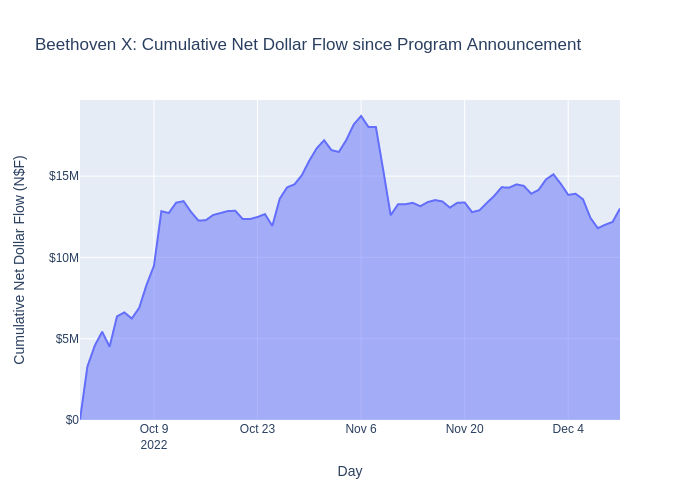 Beethoven X: Cumulative Net Dollar Flow since Program Announcement
Cumulative Net Dollar Flow (N$F)
$15M
$10M
$5M
$0
Oct 9
2022
Oct 23
Nov 6
Nov 20
Dec 4
Day